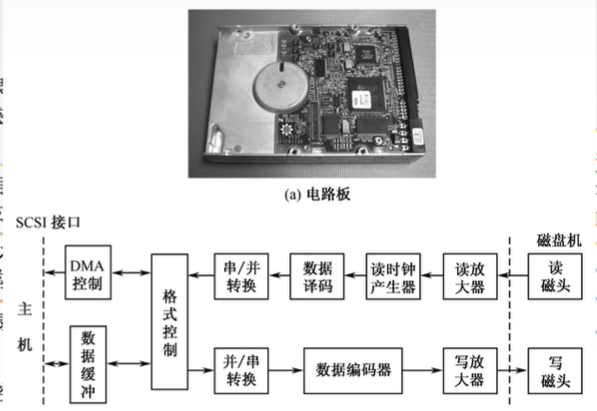 (a) 电路板
SCSI 接口
磁盘机
主机
DMA
控制
数据缓冲
格式控制
串/并
转换
数据
译码
读时钟
产生器
读放
大器
读
磁头
并/串
转换
数据编码器
写放
大器
写
磁头